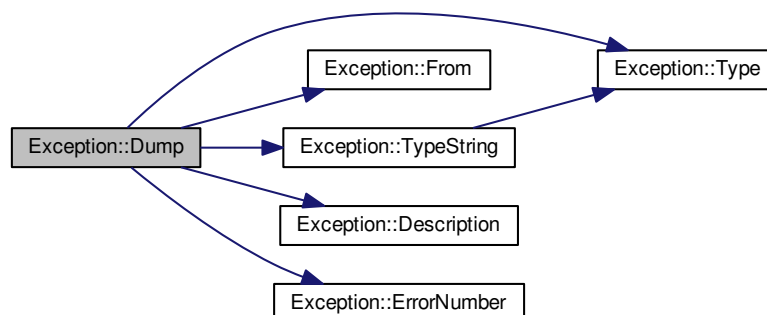 Exception::From
Exception::Type
Exception::Dump
Exception::TypeString
Exception::Description
Exception::ErrorNumber